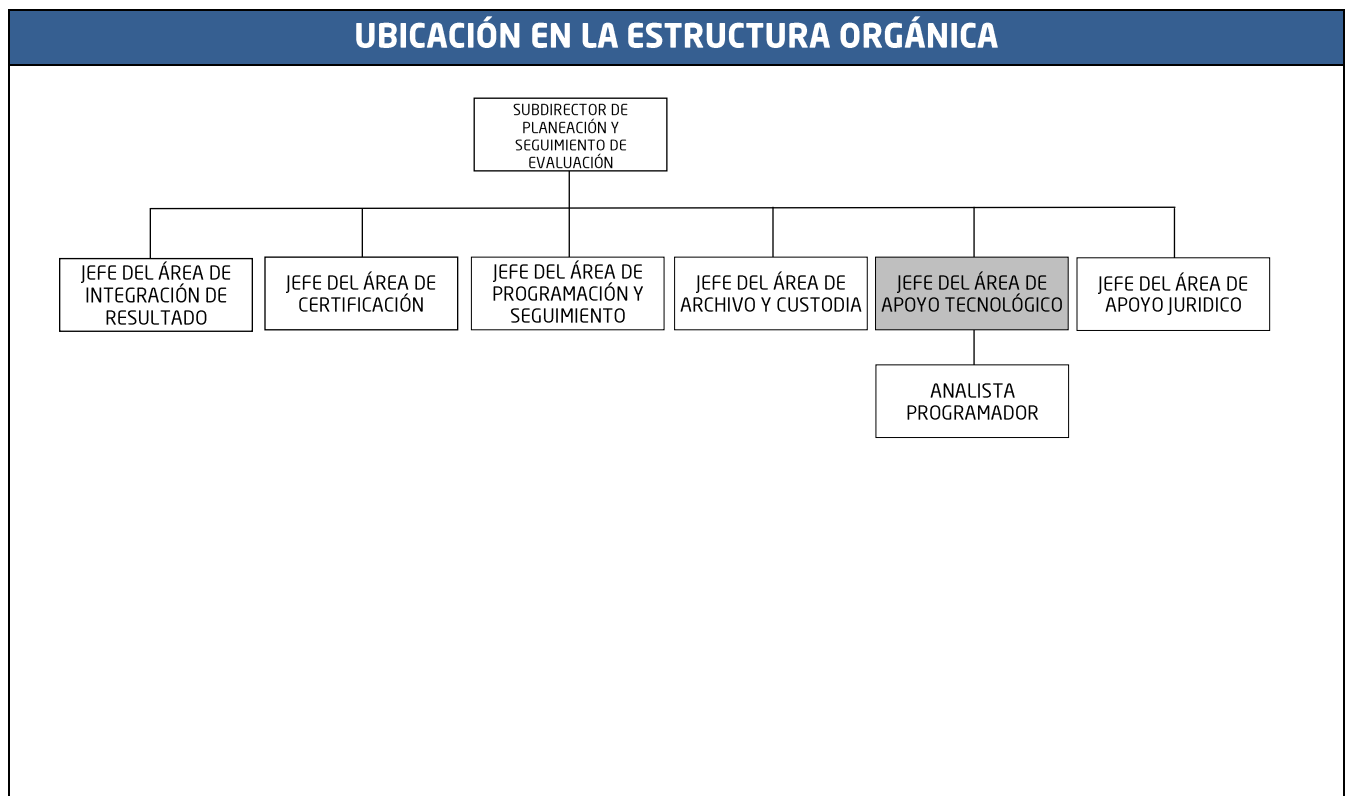 UBICACIÓN EN LA ESTRUCTURA ORGÁNICA
SUBDIRECTOR DE
PLANEACIÓN Y
SEGUIMIENTO DE
EVALUACIÓN
JEFE DEL ÁREA DE
INTEGRACIÓN DE
RESULTADO
JEFE DEL ÁREA DE
CERTIFICACIÓN
JEFE DEL ÁREA DE
PROGRAMACIÓN Y
SEGUIMIENTO
JEFE DEL ÁREA DE
ARCHIVO Y CUSTODIA
JEFE DEL ÁREA DE
APOYO TECNOLÓGICO
JEFE DEL ÁREA DE
APOYO JURIDICO
ANALISTA
PROGRAMADOR